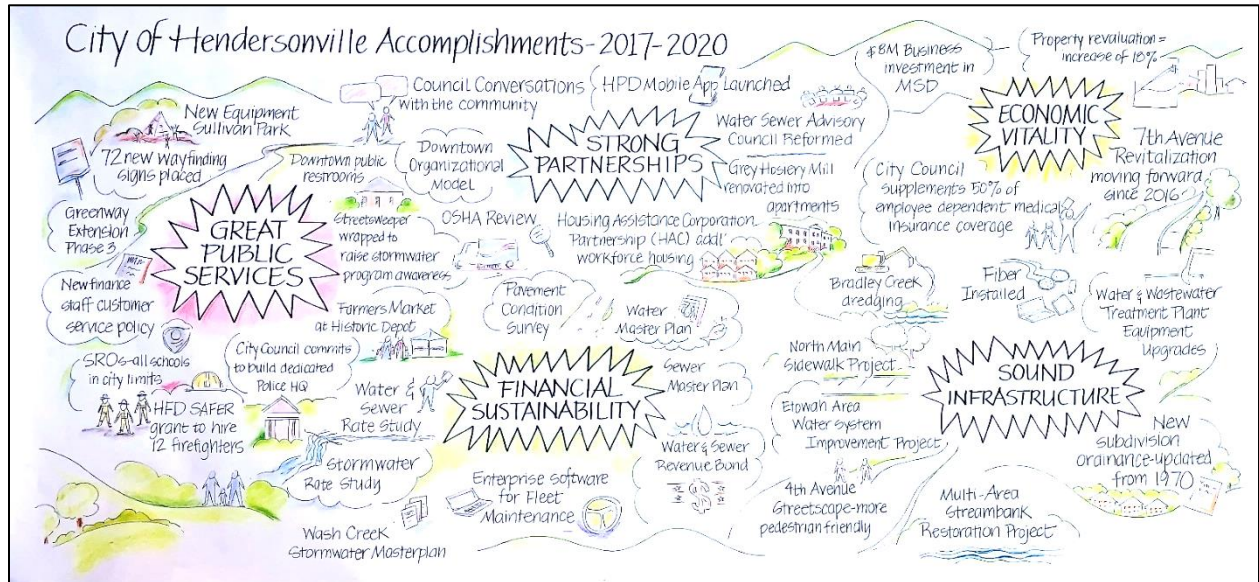 City of Hendersonville Accomplishments-2017-2020
New Equipment
Sullivan Park
72 new wayfinding
signs placed
Greenway
Extension
Phase 3
New finance
staff customer
service policy
SROs-all schools
in city limits
HFD SAFER
grant to hire
12 firefighters
GREAT
PUBLIC
SERVICES
Council Conversations
with the community
Downtown public
restrooms
Downtown
Organizational
Model
Streetsweeper
wrapped to
raise stormwater
program awareness
OSHA Review
Farmers Market
at Historic Depot
City Council commits
to build dedicated
Police HQ
HPD Mobile App Launched
STRONG
PARTNERSHIPS
Water Sewer Advisory
Council Reformed
Grey Hosiery Mill
renovated into
apartments
Housing Assistance Corporation
Partnership (HAC) add'l
workforce housing
$8M Business
investment in
MSD
Property revaluation =
increase of 18%
ECONOMIC
VITALITY
7th Avenue
Revitalization
moving forward
since 2016
City Council
supplements 50% of
employee dependent medical
insurance coverage
Pavement
Condition
Survey
Water
Master Plan
FINANCIAL
SUSTAINABILITY
Sewer
Master Plan
Water &
Sewer
Rate Study
Stormwater
Rate Study
Wash Creek
Stormwater Masterplan
Enterprise Software
for Fleet
Maintenance
Water & Sewer
Revenue Bond
Bradley Creek
dredging
Fiber
Installed
Water & Wastewater
Treatment Plant
Equipment
Upgrades
North Main
Sidewalk Project
SOUND
INFRASTRUCTURE
Etowah Area
Water System
Improvement Project
4th Avenue
Streetscape-more
pedestrian friendly
Multi-Area
Streambank
Restoration Project
New
subdivision
ordinance-updated
from 1970